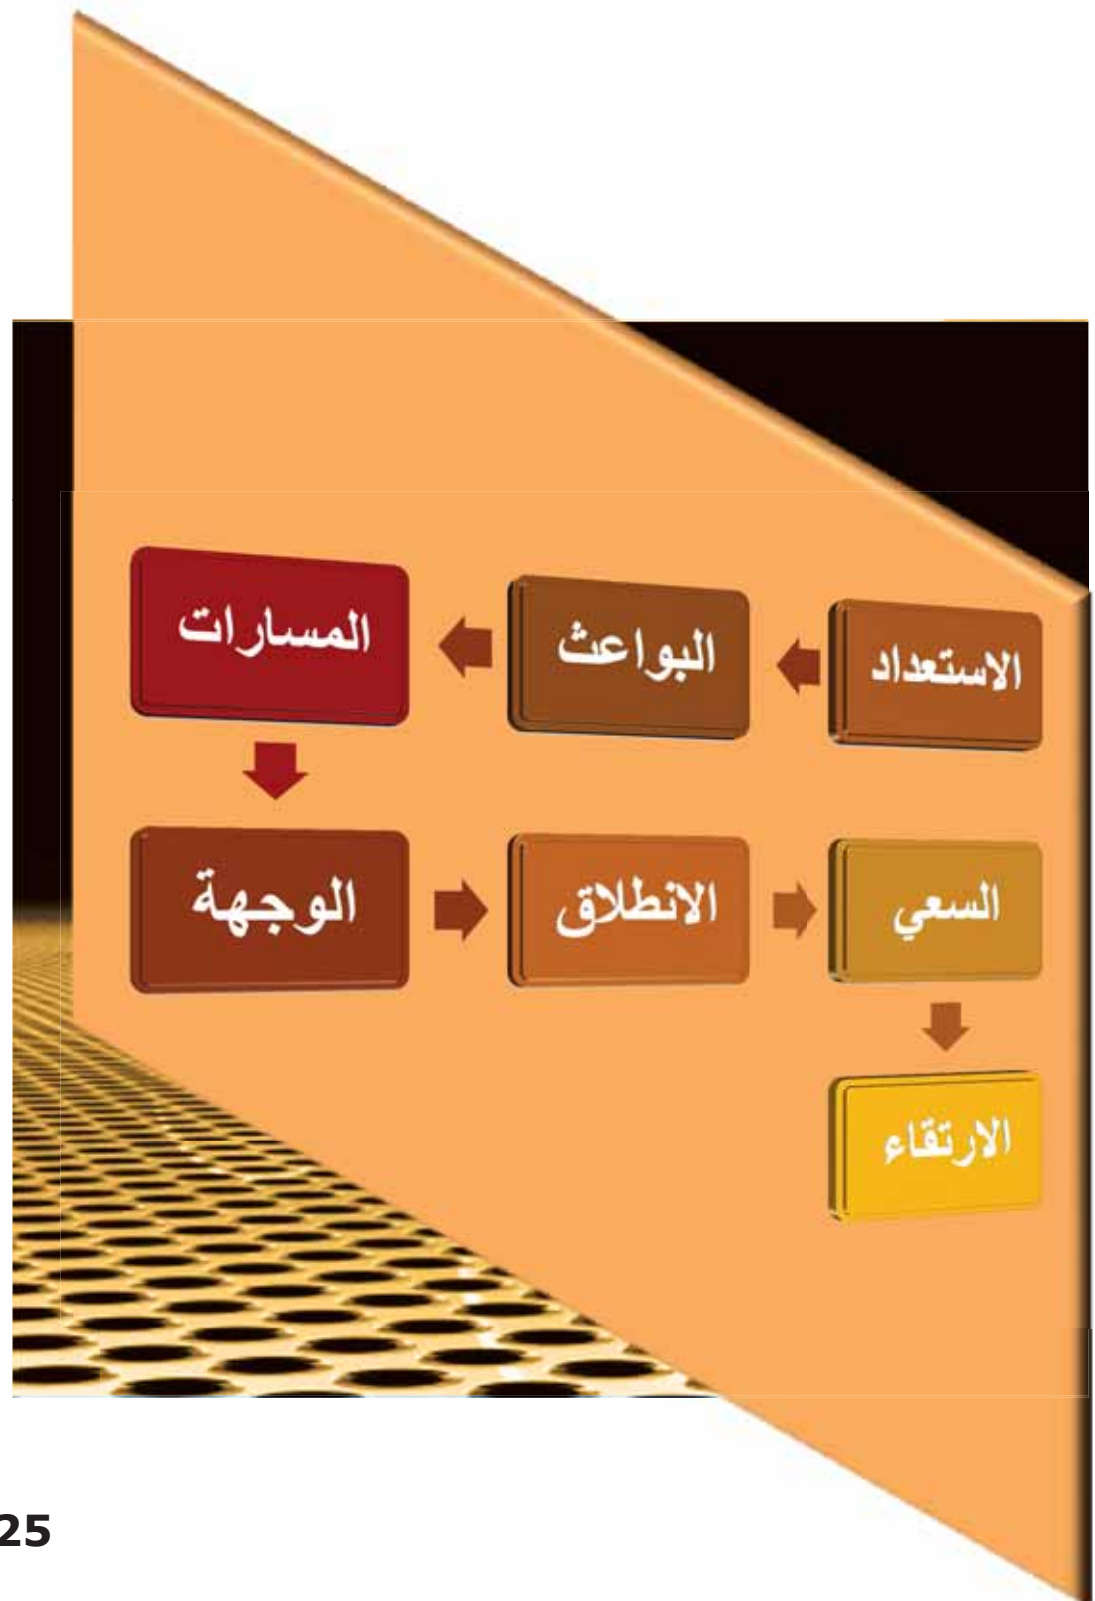 الاستعداد
البواعث
المسارات
الوجهة
الانطلاق
السعي
الارتقاء
25